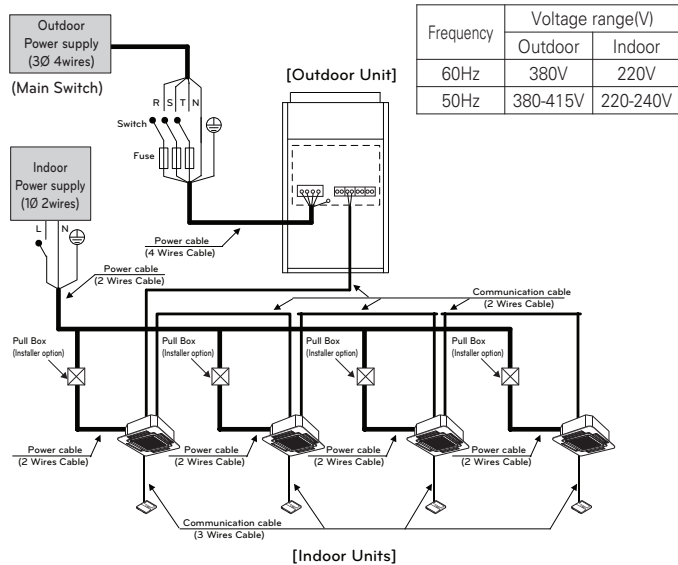 Outdoor
Power supply
(3Ø 4wires)
(Main Switch)
R S T N
Switch
Fuse
[Outdoor Unit]
Frequency
Voltage range(V)
Outdoor Indoor
60Hz 380V 220V
50Hz 380-415V 220-240V
Indoor
Power supply
(1Ø 2wires)
L N
Power cable
(4 Wires Cable)
Power cable
(2 Wires Cable)
Communication cable
(2 Wires Cable)
Pull Box
(Installer option)
Pull Box
(Installer option)
Pull Box
(Installer option)
Pull Box
(Installer option)
Power cable
(2 Wires Cable)
Power cable
(2 Wires Cable)
Power cable
(2 Wires Cable)
Power cable
(2 Wires Cable)
Communication cable
(3 Wires Cable)
[Indoor Units]